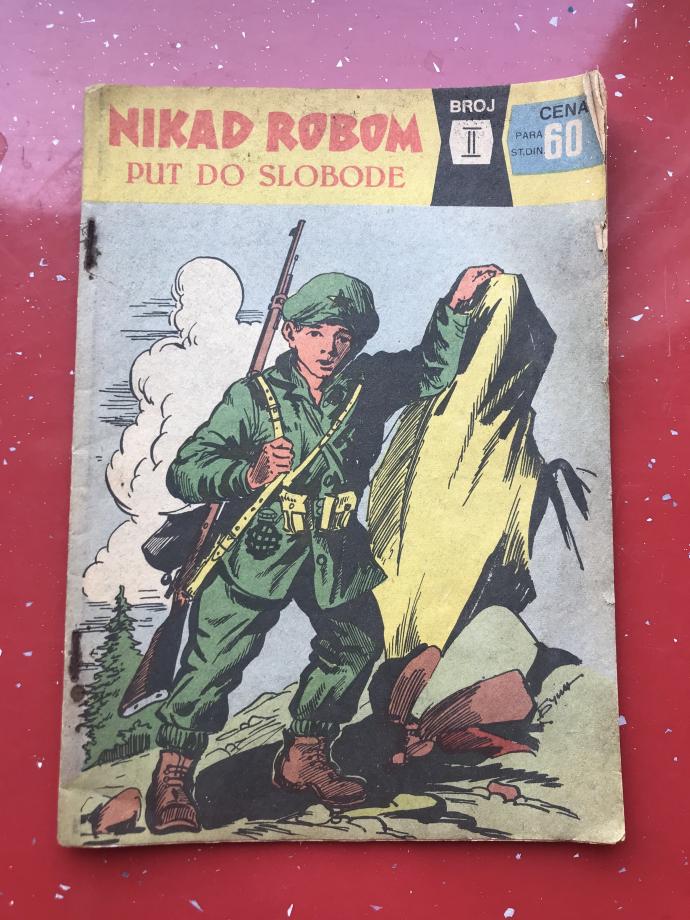 NIKAD ROBOM
PUT DO SLOBODE
BROJ
II
CENA
PARA
ST.DIN.
60